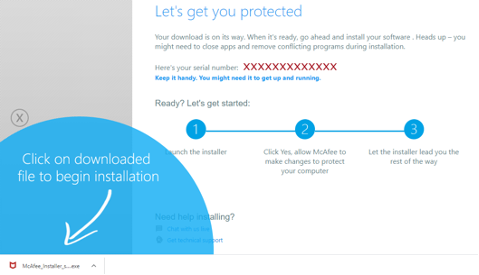 Let's get you protected
Your download is on its way. When it's ready, go ahead and install your software . Heads up – you
might need to close apps and remove conflicting programs during installation.
Here's your serial number: XXXXXXXXXXXXX
Keep it handy. You might need it to get up and running.
Ready? Let's get started:
1
2
3
unch the installer
Click Yes, allow McAfee to
make changes to protect
your computer
Let the installer lead you the
rest of the way
X
Click on downloaded
file to begin installation
Need help installing?
Chat with us live
Get technical support
McAfee_Installer_s....exe